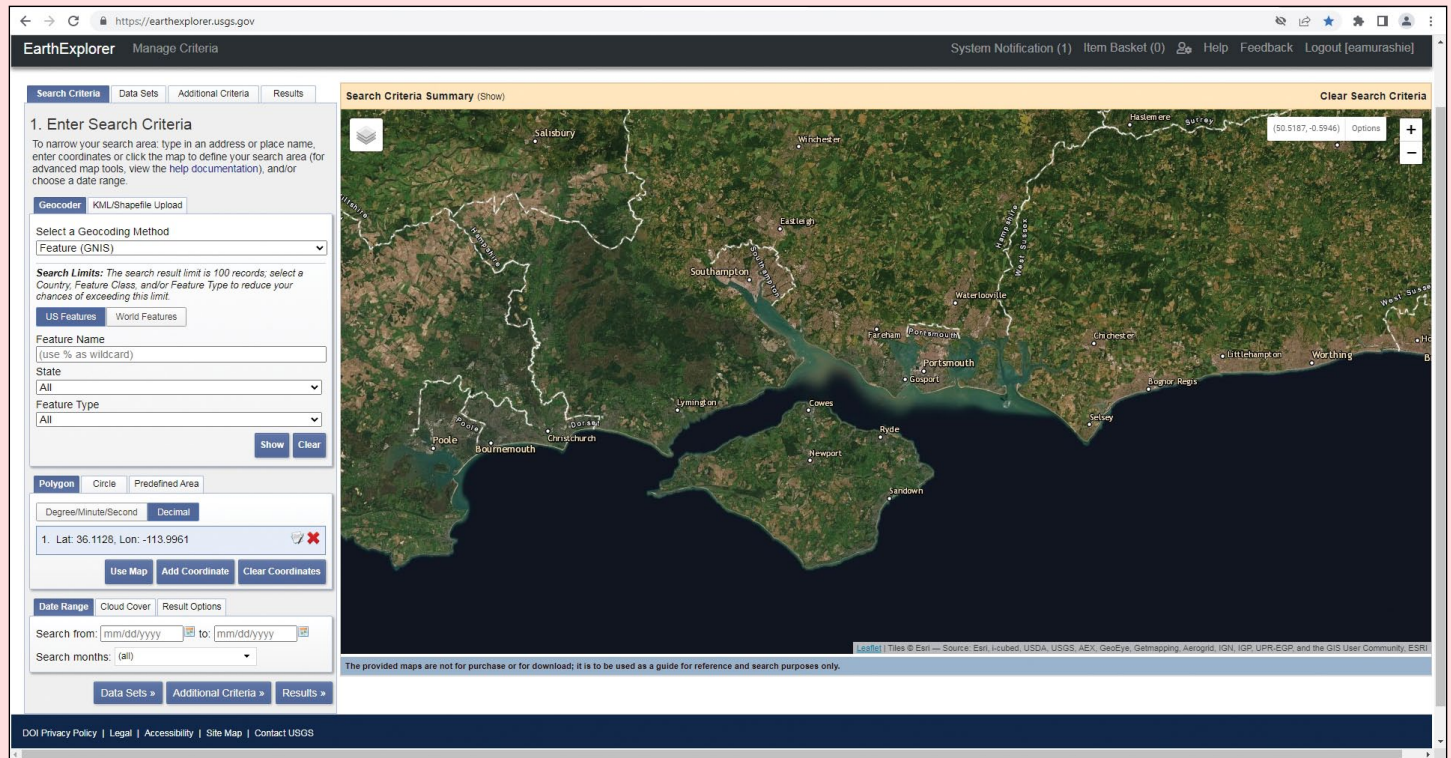 https://earthexplorer.usgs.gov
EarthExplorer Manage Criteria System Notification (1) Item Basket (0) Help Feedback Logout [eamurashie]
Search Criteria Data Sets Additional Criteria Results
1. Enter Search Criteria
To narrow your search area: type in an address or place name,
enter coordinates or click the map to define your search area (for
advanced map tools, view the help documentation), and/or
choose a date range.
Geocoder KML/Shapefile Upload
Select a Geocoding Method
Feature (GNIS)
Search Limits: The search result limit is 100 records; select a
Country, Feature Class, and/or Feature Type to reduce your
chances of exceeding this limit.
US Features World Features
Feature Name
(use % as wildcard)
State
All
Feature Type
All
Show Clear
Polygon Circle Predefined Area
Degree/Minute/Second Decimal
1. Lat: 36.1128, Lon: -113.9961
Use Map Add Coordinate Clear Coordinates
Date Range Cloud Cover Result Options
Search from: mm/dd/yyyy to: mm/dd/yyyy
Search months: (all)
Data Sets » Additional Criteria » Results »
Search Criteria Summary (Show) Clear Search Criteria
Haslemere
Surrey
(50.5187, -0.5946) Options
+
−
Salisbury
Winchester
Hampshire
Eastleigh
Hampshire
West Sussex
Southampton
Southampton
Waterlooville
Fareham
Portsmouth
Chichester
Littlehampton
Worthing
Portsmouth
Gosport
Bognor Regis
Lymington
Cowes
Selsey
Poole
Dorset
Ryde
Poole
Bournemouth
Christchurch
Newport
Sandown
Leaflet | Tiles © Esri — Source: Esri, i-cubed, USDA, USGS, AEX, GeoEye, Getmapping, Aerogrid, IGN, IGP, UPR-EGP, and the GIS User Community, ESRI
The provided maps are not for purchase or for download; it is to be used as a guide for reference and search purposes only.
DOI Privacy Policy | Legal | Accessibility | Site Map | Contact USGS